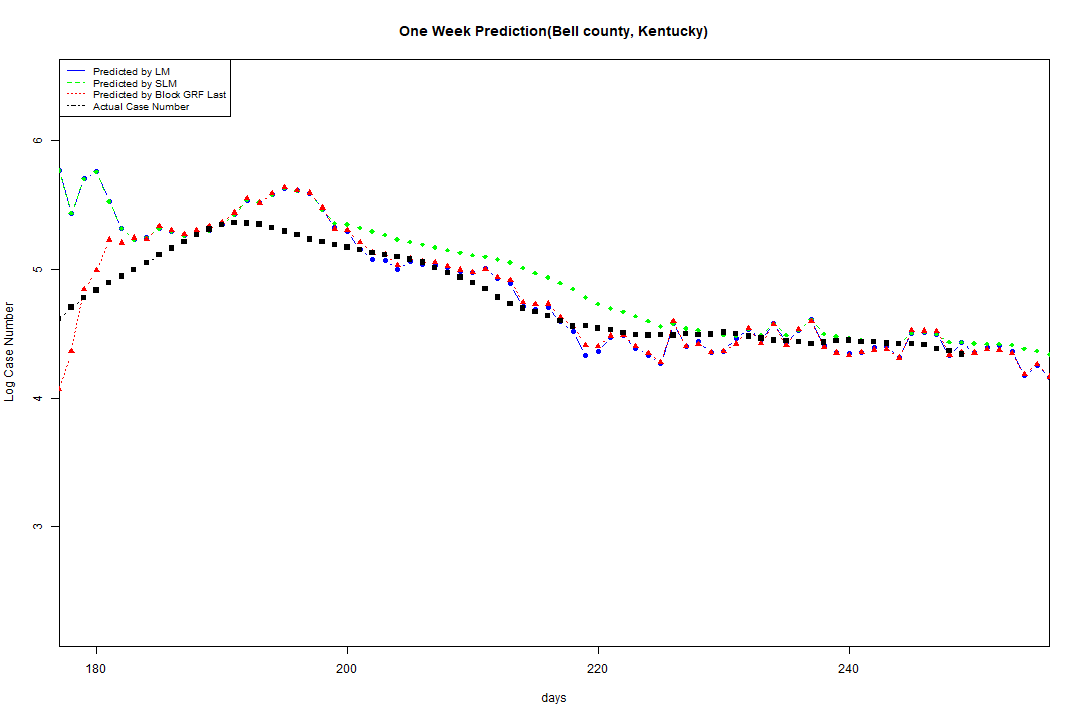 One Week Prediction(Bell county, Kentucky)
Predicted by LM
Predicted by SLM
Predicted by Block GRF Last
Actual Case Number
6
5
4
3
Log Case Number
180 200 220 240
days